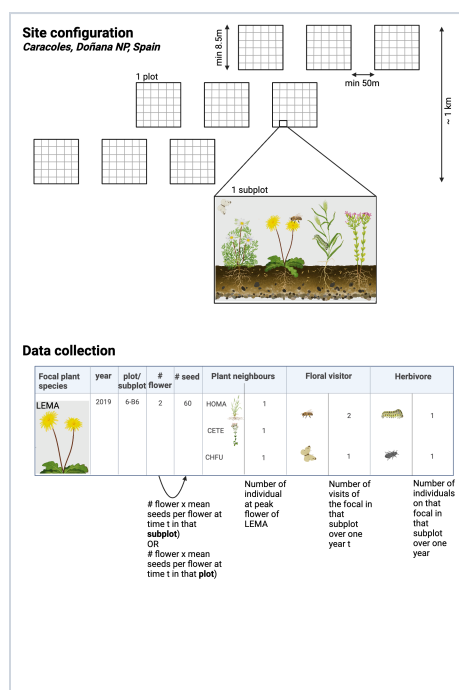 Site configuration
Caracoles, Doñana NP, Spain
min 8.5m
min 50m
~ 1 km
1 plot
1 subplot
Data collection
Focal plant
species
year
plot/
subplot
#
flower
# seed
Plant neighbours
Floral visitor
Herbivore
LEMA
2019
6-B6
2
60
HOMA
1
2
1
CETE
1
CHFU
1
1
1
# flower x mean
seeds per flower at
time t in that
subplot)
OR
# flower x mean
seeds per flower at
time t in that plot)
Number of
individual
at peak
flower of
LEMA
Number of
visits of
the focal in
that
subplot
over one
year t
Number of
individuals
on that
focal in
that
subplot
over one
year